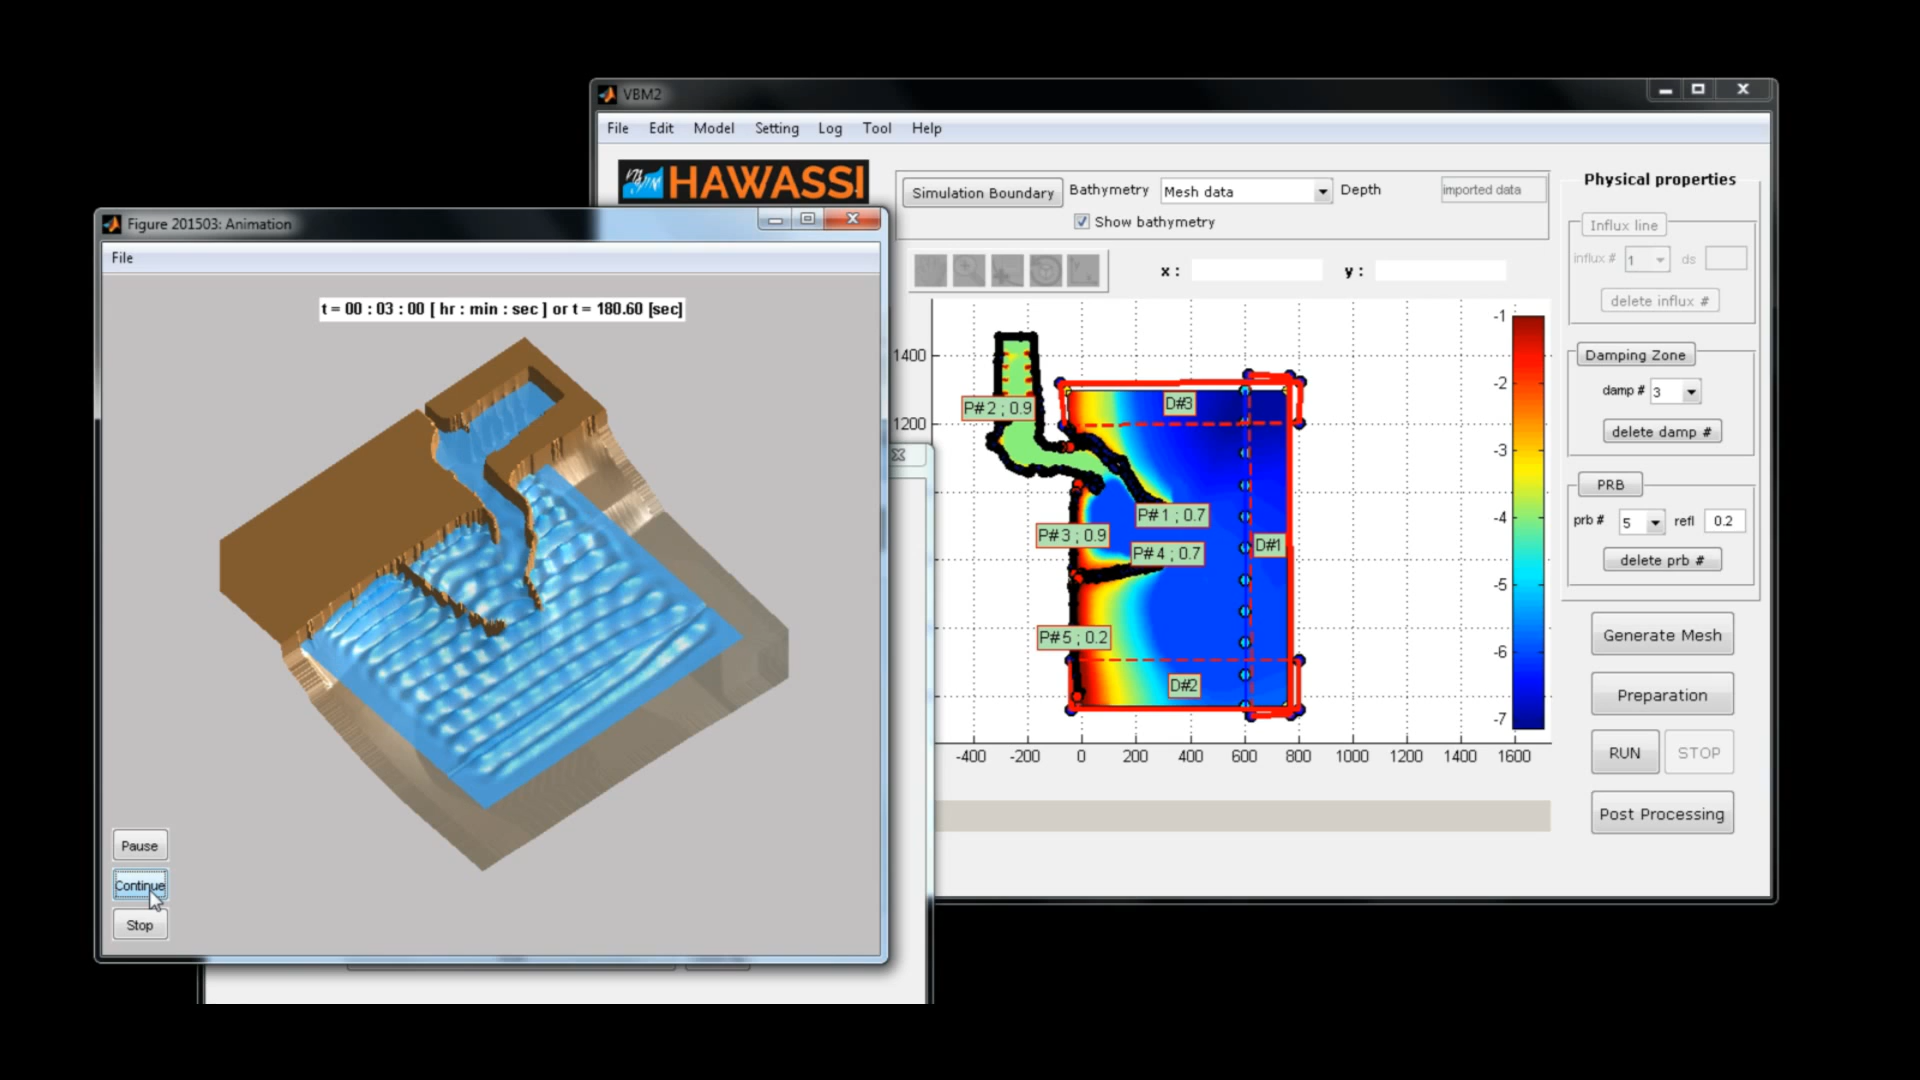 VBM2
File Edit Model Setting Log Tool Help
HAWASSI
Simulation Boundary
Bathymetry
Mesh data
Depth
imported data
Show bathymetry
x :
y :
Physical properties
Influx line
influx #
1
ds
delete influx #
Damping Zone
damp #
3
delete damp #
PRB
prb #
5
refl
0.2
delete prb #
Generate Mesh
Preparation
RUN
STOP
Post Processing
1400
1200
P#2 ; 0.9
D#3
P#1 ; 0.7
P#3 ; 0.9
P#4 ; 0.7
D#1
P#5 ; 0.2
D#2
-400 -200 0 200 400 600 800 1000 1200 1400 1600
-1
-2
-3
-4
-5
-6
-7
Figure 201503: Animation
File
t = 00 : 03 : 00 [ hr : min : sec ] or t = 180.60 [sec]
Pause
Continue
Stop